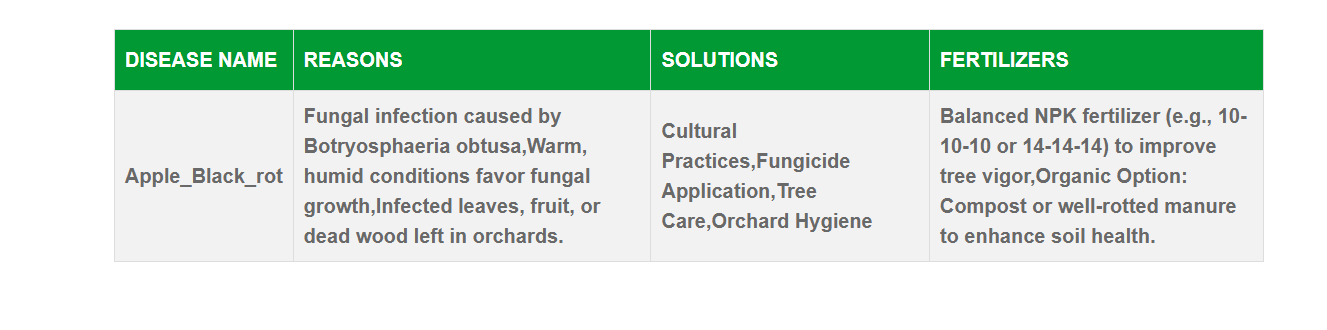 DISEASE NAME REASONS SOLUTIONS FERTILIZERS
Apple_Black_rot
Fungal infection caused by
Botryosphaeria obtusa,Warm,
humid conditions favor fungal
growth,Infected leaves, fruit, or
dead wood left in orchards.
Cultural
Practices,Fungicide
Application,Tree
Care,Orchard Hygiene
Balanced NPK fertilizer (e.g., 10-
10-10 or 14-14-14) to improve
tree vigor,Organic Option:
Compost or well-rotted manure
to enhance soil health.